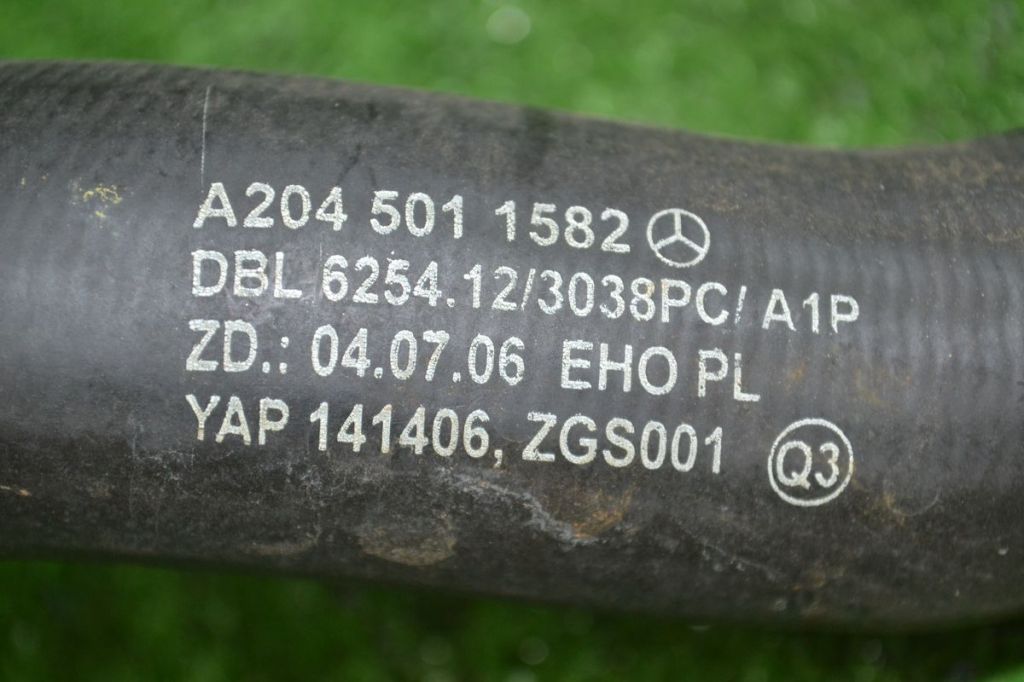 A204 501 1582
DBL 6254.12/3038PC/ A1P
ZD.: 04.07.06 EHO PL
YAP 141406, ZGS001
Q3